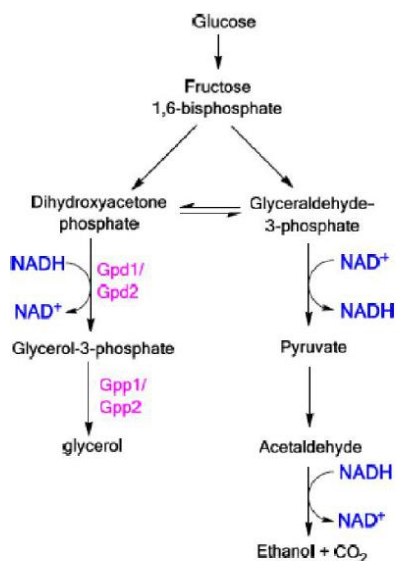 Glucose
Fructose
1,6-bisphosphate
Dihydroxyacetone
phosphate
Glyceraldehyde-
3-phosphate
NADH
NAD⁺
Gpd1/
Gpd2
NAD⁺
NADH
Glycerol-3-phosphate
Pyruvate
Gpp1/
Gpp2
glycerol
Acetaldehyde
NADH
NAD⁺
Ethanol + CO₂